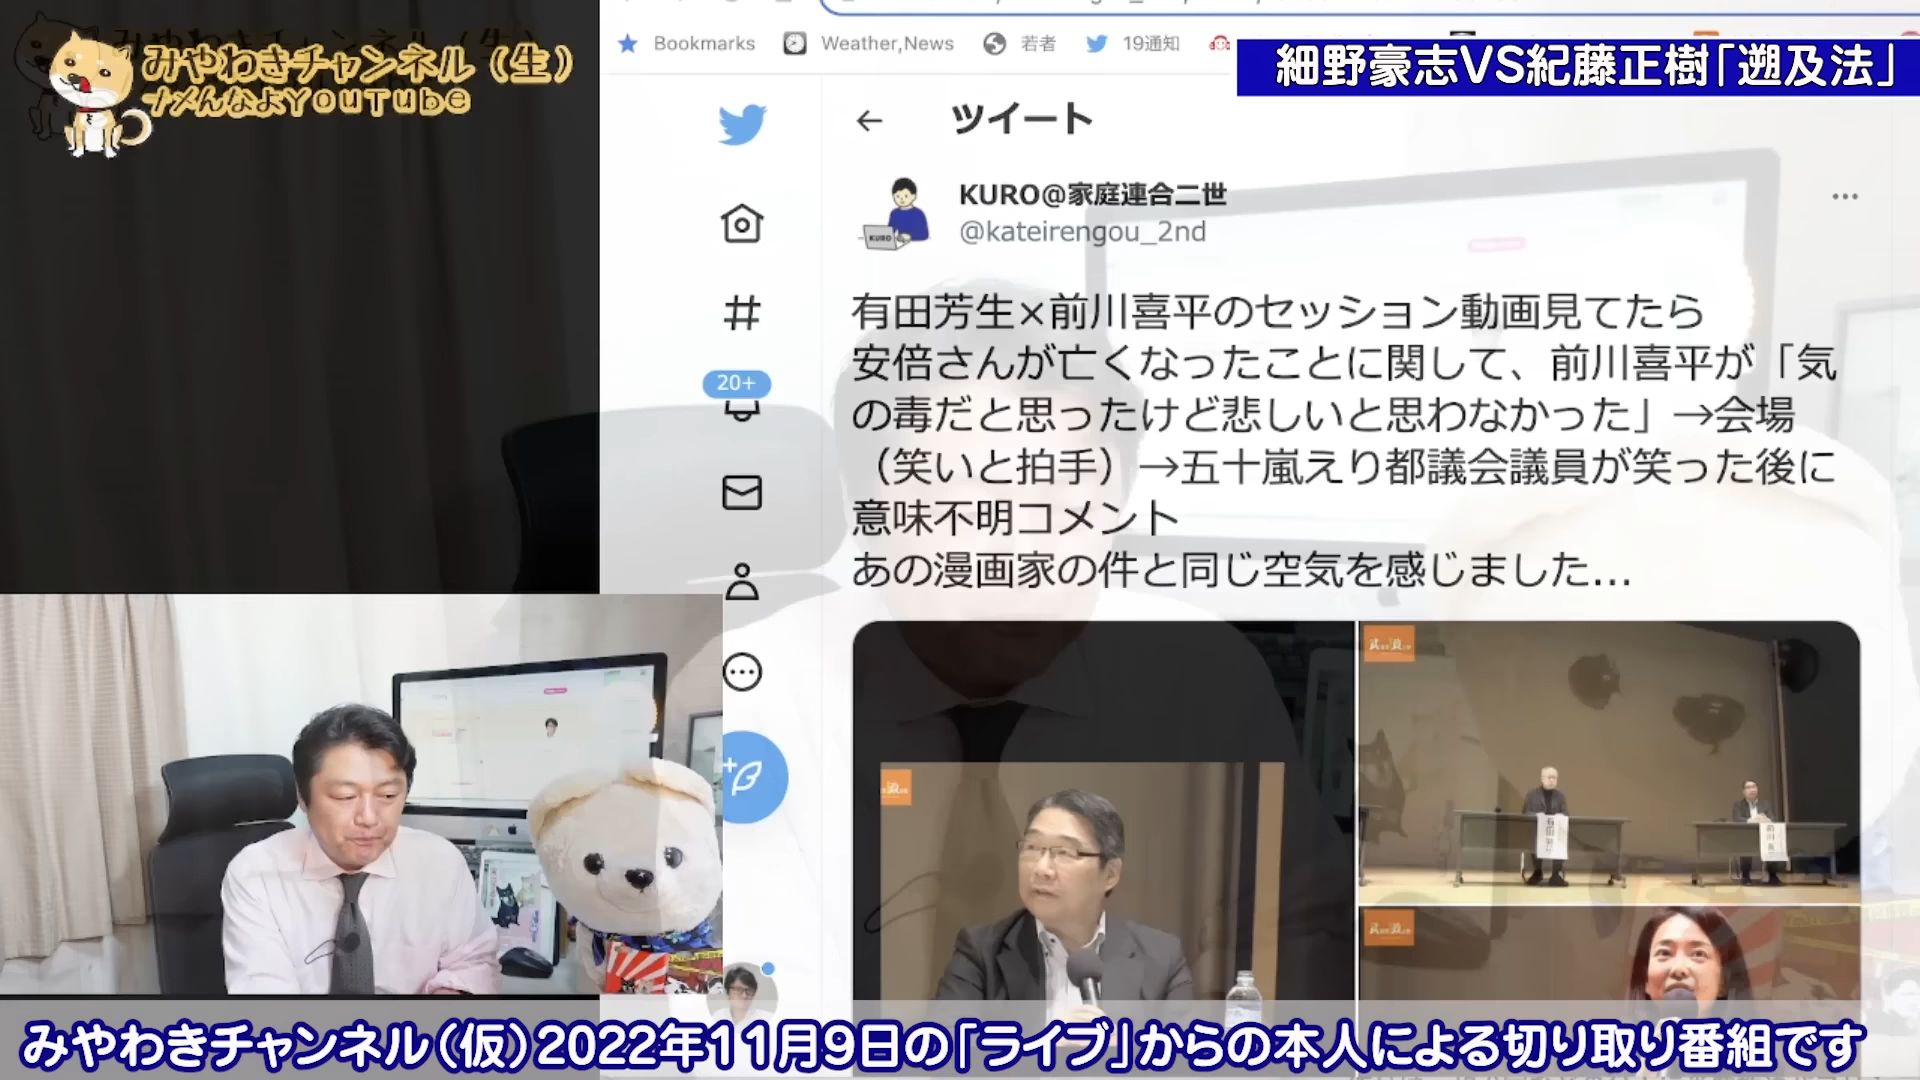 みやわきチャンネル(生)
ナメんなよYouTube
Bookmarks
Weather,News
若者
19通知
細野豪志VS紀藤正樹「遡及法」
ツイート
KURO@家庭連合二世
@kateirengou_2nd
20+
有田芳生×前川喜平のセッション動画見てたら
安倍さんが亡くなったことに関して、前川喜平が「気
の毒だと思ったけど悲しいと思わなかった」→会場
（笑いと拍手）→五十嵐えり都議会議員が笑った後に
意味不明コメント
あの漫画家の件と同じ空気を感じました...
KURO
みやわきチャンネル(仮)2022年11月9日の「ライブ」からの本人による切り取り番組です